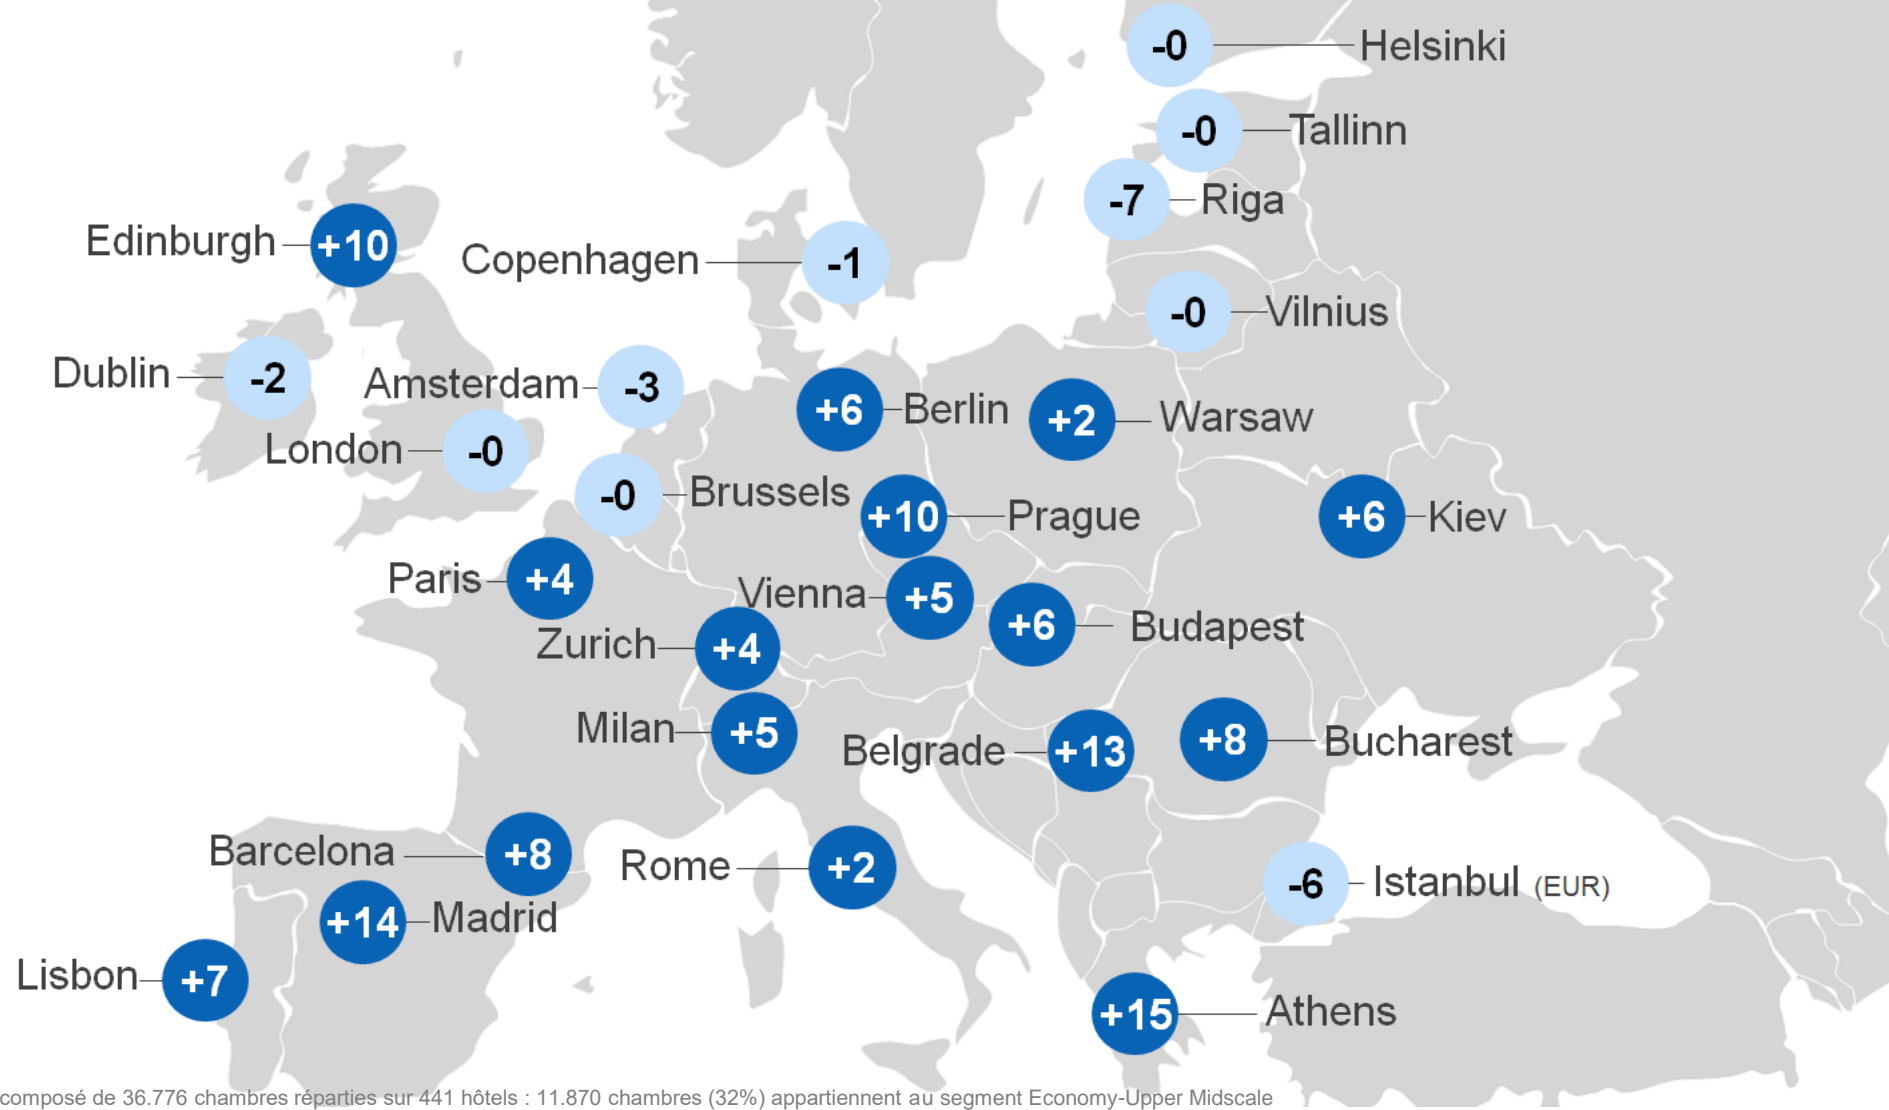 -0 Helsinki
-0 Tallinn
-7 Riga
Edinburgh +10
Copenhagen -1
-0 Vilnius
Dublin -2
Amsterdam -3
+6 Berlin
+2 Warsaw
London -0
-0 Brussels
+10 Prague
+6 Kiev
Paris +4
Vienna +5
+6 Budapest
Zurich +4
Milan +5
Belgrade +13
+8 Bucharest
Barcelona +8
Rome +2
-6 Istanbul (EUR)
+14 Madrid
Lisbon +7
+15 Athens
composé de 36.776 chambres réparties sur 441 hôtels : 11.870 chambres (32%) appartiennent au segment Economy-Upper Midscale